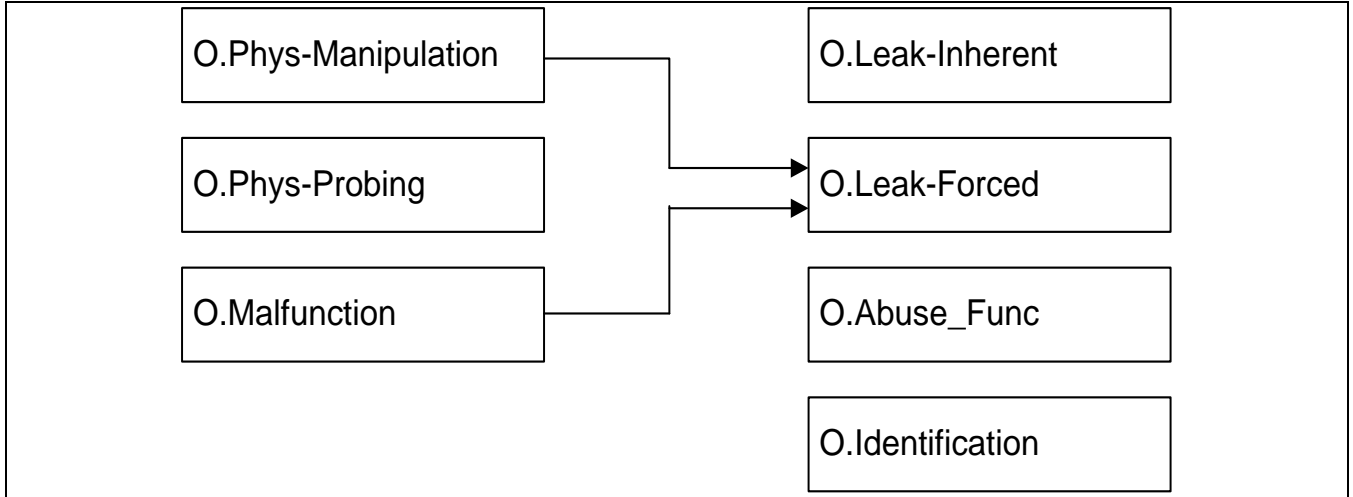 O.Phys-Manipulation
O.Leak-Inherent
O.Phys-Probing
O.Leak-Forced
O.Malfunction
O.Abuse_Func
O.Identification